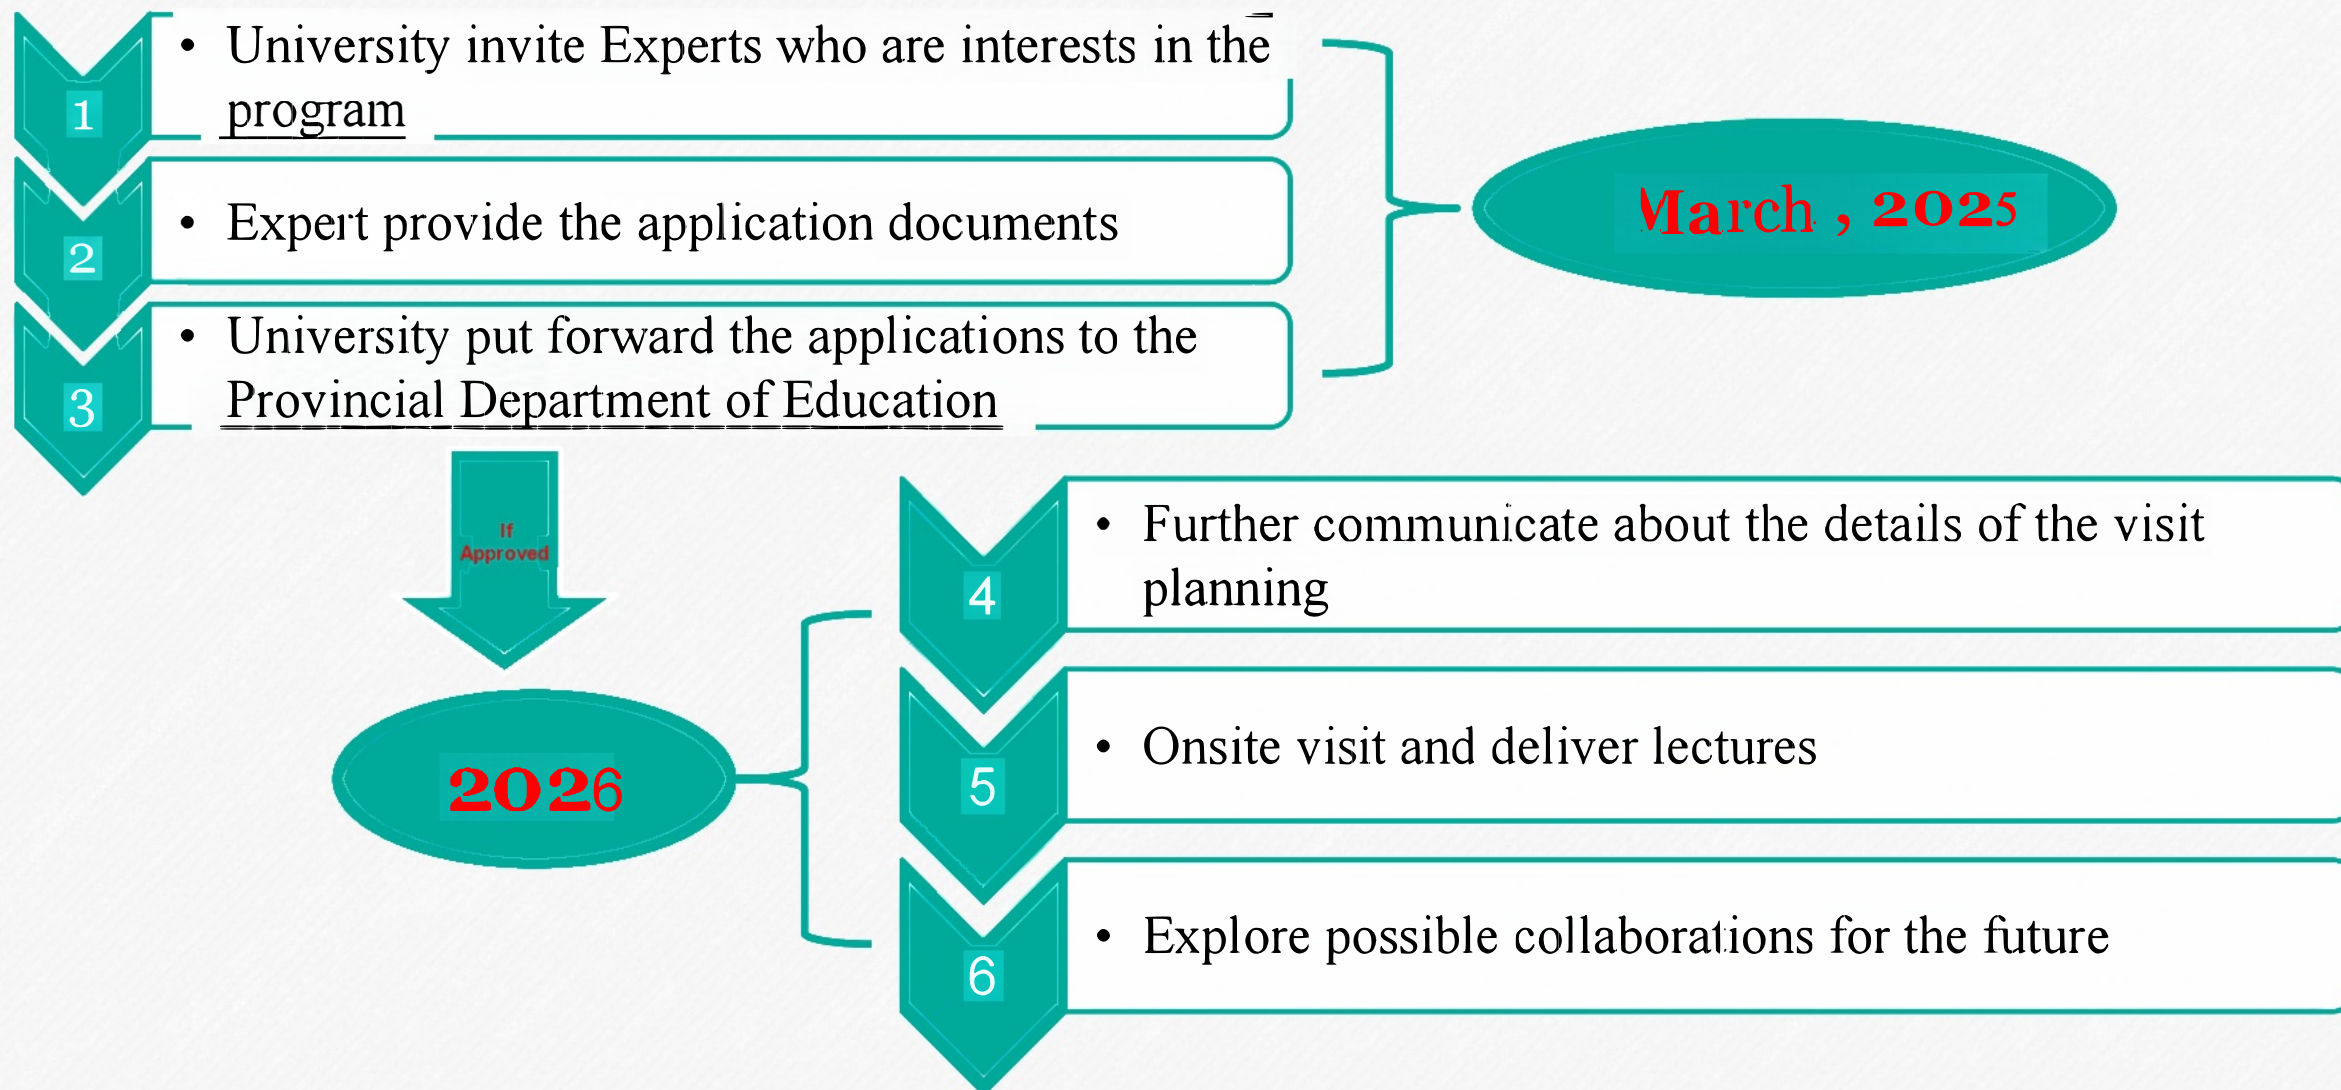 1
• University invite Experts who are interests in the
program
2
• Expert provide the application documents
3
• University put forward the applications to the
Provincial Department of Education
March , 2025
If
Approved
2026
4
• Further communicate about the details of the visit
planning
5
• Onsite visit and deliver lectures
6
• Explore possible collaborations for the future